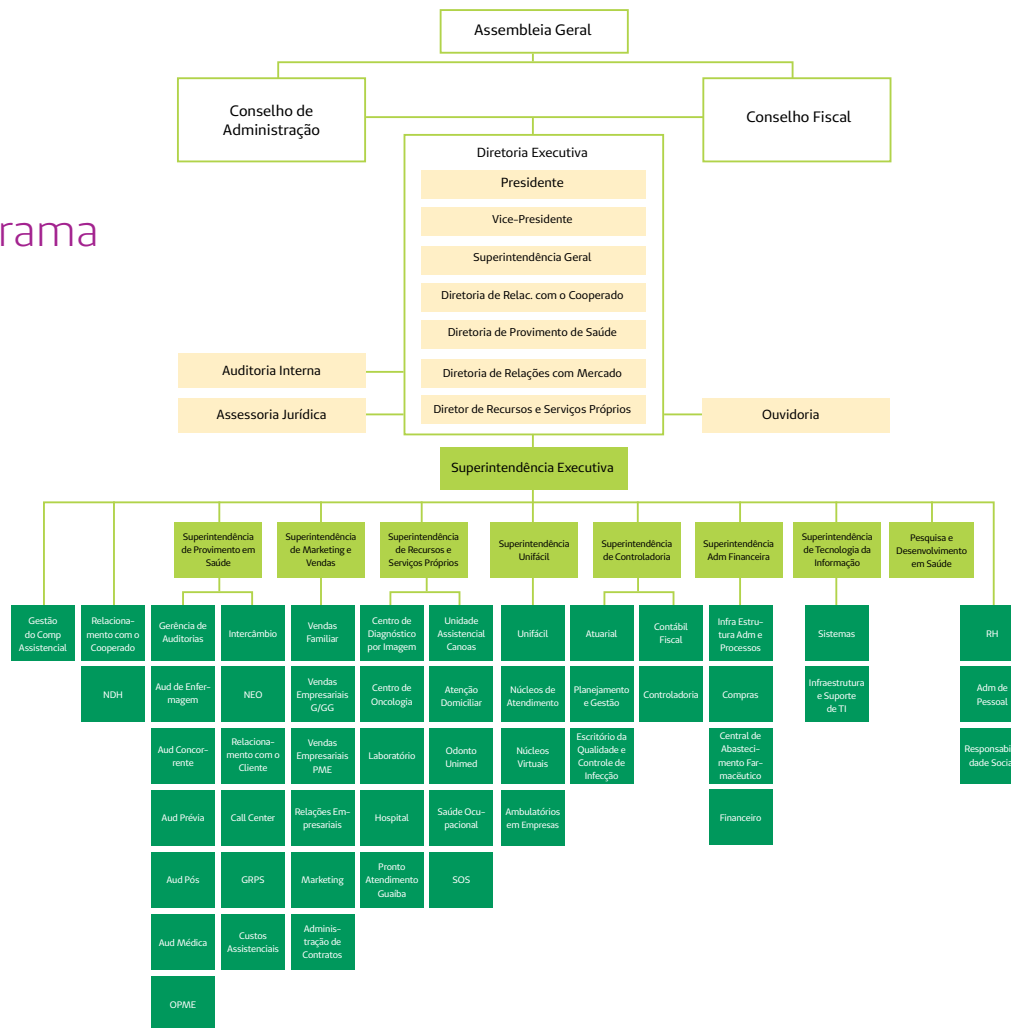 Assembleia Geral
Conselho de
Administração
Conselho Fiscal
rama
Diretoria Executiva
Presidente
Vice-Presidente
Superintendência Geral
Diretoria de Relac. com o Cooperado
Diretoria de Provimento de Saúde
Diretoria de Relações com Mercado
Diretor de Recursos e Serviços Próprios
Auditoria Interna
Assessoria Jurídica
Ouvidoria
Superintendência Executiva
Superintendência
de Provimento em
Saúde
Superintendência
de Marketing e
Vendas
Superintendência
de Recursos e
Serviços Próprios
Superintendência
Unifácil
Superintendência
de Controladoria
Superintendência
Adm Financeira
Superintendência
de Tecnologia da
Informação
Pesquisa e
Desenvolvimento
em Saúde
Gestão
do Comp
Assistencial
Relaciona-
mento com o
Cooperado
Gerência de
Auditorias
Intercâmbio
Vendas
Familiar
Centro de
Diagnóstico
por Imagem
Unidade
Assistencial
Canoas
Unifácil
Atuarial
Contábil
Fiscal
Infra Estru-
tura Adm e
Processos
Sistemas
RH
NDH
Aud de Enfer-
magem
NEO
Vendas
Empresariais
G/GG
Centro de
Oncologia
Atenção
Domiciliar
Núcleos de
Atendimento
Planejamento
e Gestão
Controladoria
Compras
Infraestrutura
e Suporte
de TI
Adm de
Pessoal
Aud Concor-
rente
Relaciona-
mento com o
Cliente
Vendas
Empresariais
PME
Laboratório
Odonto
Unimed
Núcleos
Virtuais
Escritório da
Qualidade e
Controle de
Infecção
Central de
Abasteci-
mento Far-
macêutico
Responsabi
dade Socia
Aud Prévia
Call Center
Relações Em-
presariais
Hospital
Saúde Ocu-
pacional
Ambulatórios
em Empresas
Financeiro
Aud Pós
GRPS
Marketing
Pronto
Atendimento
Guaíba
SOS
Aud Médica
Custos
Assistenciais
Adminis-
tração de
Contratos
OPME